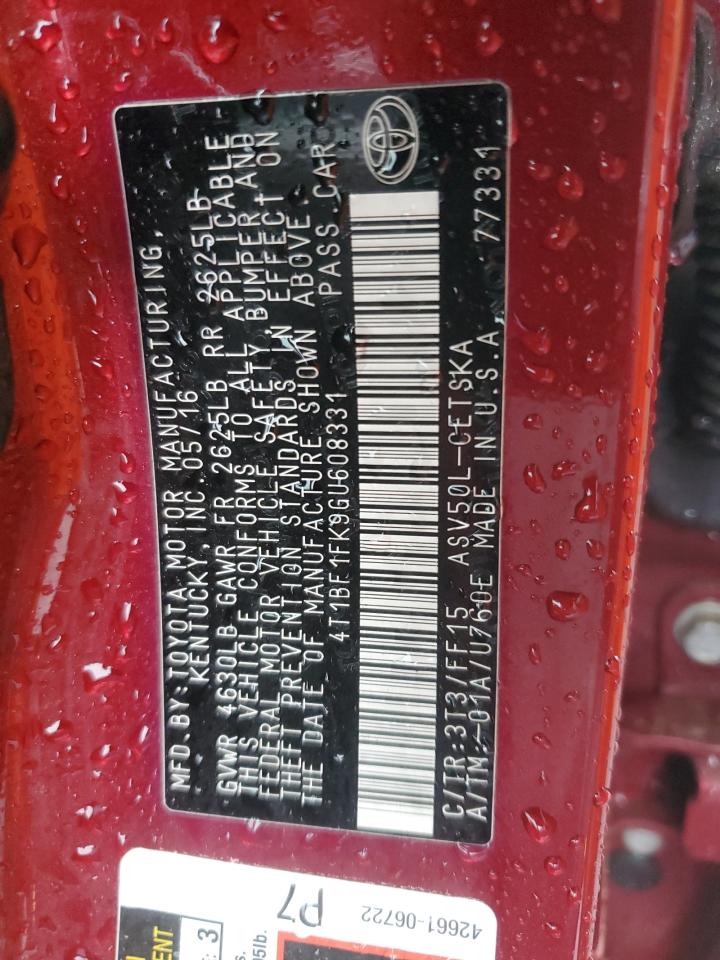 MFD. BY: TOYOTA MOTOR MANUFACTURING,
KENTUCKY, INC. 05/16
GVWR 4630LB GAWR FR 2625LB RR 2625LB
THIS VEHICLE CONFORMS TO ALL APPLICABLE
FEDERAL MOTOR VEHICLE SAFETY, BUMPER, AND
THEFT PREVENTION STANDARDS IN EFFECT ON
THE DATE OF MANUFACTURE SHOWN ABOVE.
4T1BF1FK9GU608331 PASS.CAR
C/TR:3T3/FF15 ASV50L-CETSKA
A/TM:-01A/U760E MADE IN U.S.A. 77331
P7
42661-06722
3